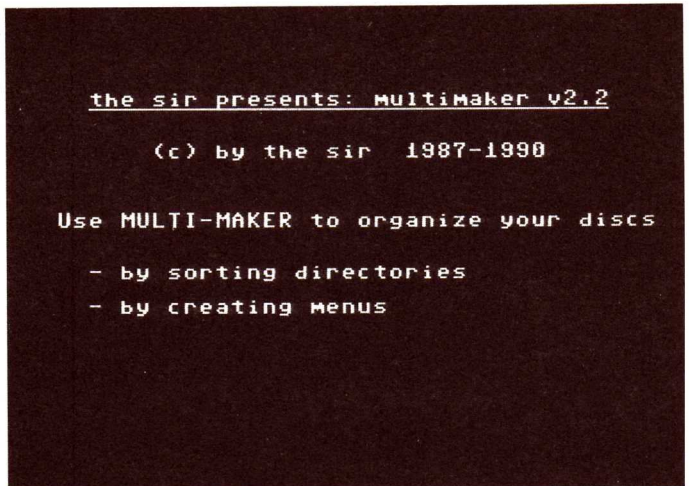 the sir presents: multimaker v2.2
(c) by the sir 1987-1990
Use MULTI-MAKER to organize your discs
- by sorting directories
- by creating menus